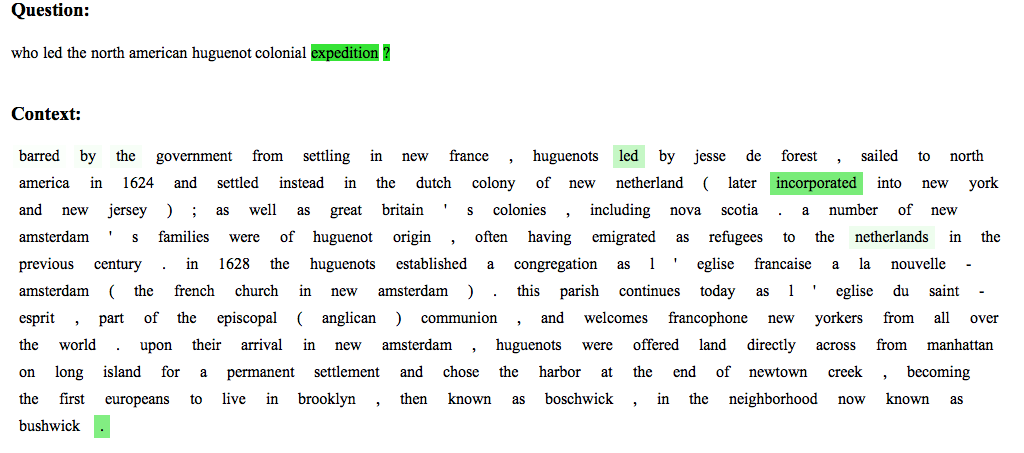 Question:
who led the north american huguenot colonial expedition ?
Context:
barred by the government from settling in new france , huguenots led by jesse de forest , sailed to north
america in 1624 and settled instead in the dutch colony of new netherland ( later incorporated into new york
and new jersey ) ; as well as great britain ' s colonies , including nova scotia . a number of new
amsterdam ' s families were of huguenot origin , often having emigrated as refugees to the netherlands in the
previous century . in 1628 the huguenots established a congregation as l ' eglise francaise a la nouvelle -
amsterdam ( the french church in new amsterdam ) . this parish continues today as l ' eglise du saint -
esprit , part of the episcopal ( anglican ) communion , and welcomes francophone new yorkers from all over
the world . upon their arrival in new amsterdam , huguenots were offered land directly across from manhattan
on long island for a permanent settlement and chose the harbor at the end of newtown creek , becoming
the first europeans to live in brooklyn , then known as boschwick , in the neighborhood now known as
bushwick .